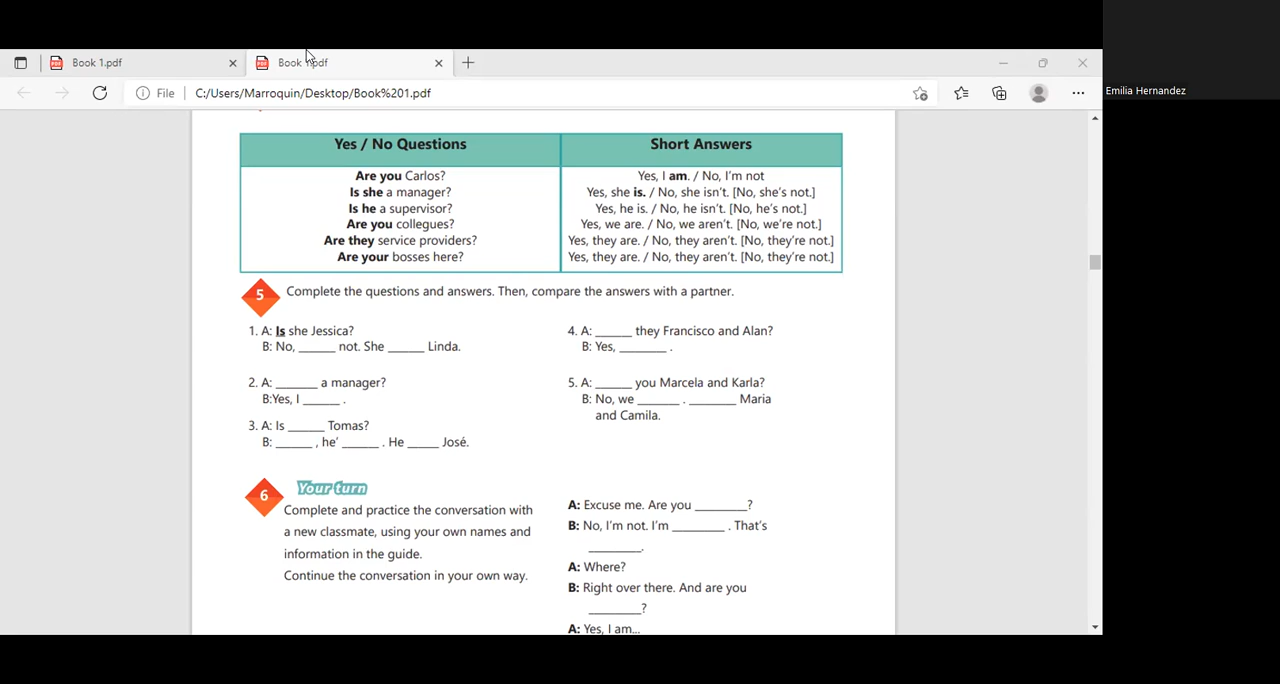 Book 1.pdf
Book 1.pdf
File
C:/Users/Marroquin/Desktop/Book%201.pdf
Emilia Hernandez
Yes / No Questions
Short Answers
Are you Carlos?
Yes, I am. / No, I'm not
Is she a manager?
Yes, she is. / No, she isn't. [No, she's not.]
Is he a supervisor?
Yes, he is. / No, he isn't. [No, he's not.]
Are you collegues?
Yes, we are. / No, we aren't. [No, we're not.]
Are they service providers?
Yes, they are. / No, they aren't. [No, they're not.]
Are your bosses here?
Yes, they are. / No, they aren't. [No, they're not.]
5
Complete the questions and answers. Then, compare the answers with a partner.
1. A: Is she Jessica?
B: No, ______ not. She ______ Linda.
2. A: _______ a manager?
B:Yes, I ______ .
3. A: Is ______ Tomas?
B: ______ , he' ______ . He _____ José.
4. A: ______ they Francisco and Alan?
B: Yes, ________ .
5. A: ______ you Marcela and Karla?
B: No, we _______ . ________ Maria
and Camila.
6
Your turn
Complete and practice the conversation with
a new classmate, using your own names and
information in the guide.
Continue the conversation in your own way.
A: Excuse me. Are you ________?
B: No, I'm not. I'm ________ . That's
________.
A: Where?
B: Right over there. And are you
________?
A: Yes, I am...